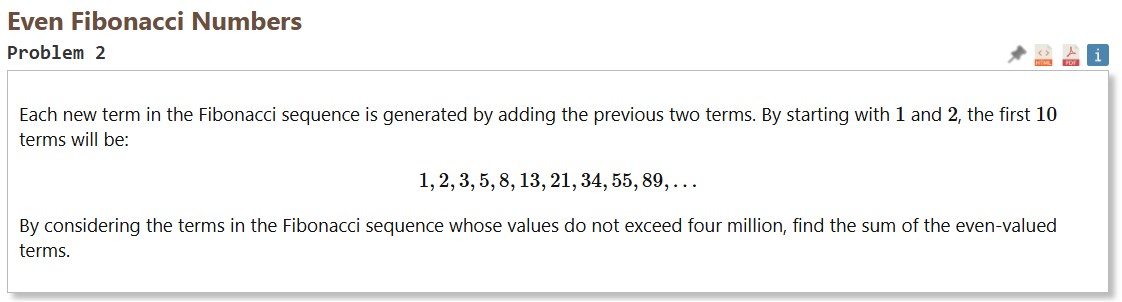 Even Fibonacci Numbers
Problem 2
HTML
PDF
i
Each new term in the Fibonacci sequence is generated by adding the previous two terms. By starting with 1 and 2, the first 10
terms will be:
1, 2, 3, 5, 8, 13, 21, 34, 55, 89, . . .
By considering the terms in the Fibonacci sequence whose values do not exceed four million, find the sum of the even-valued
terms.